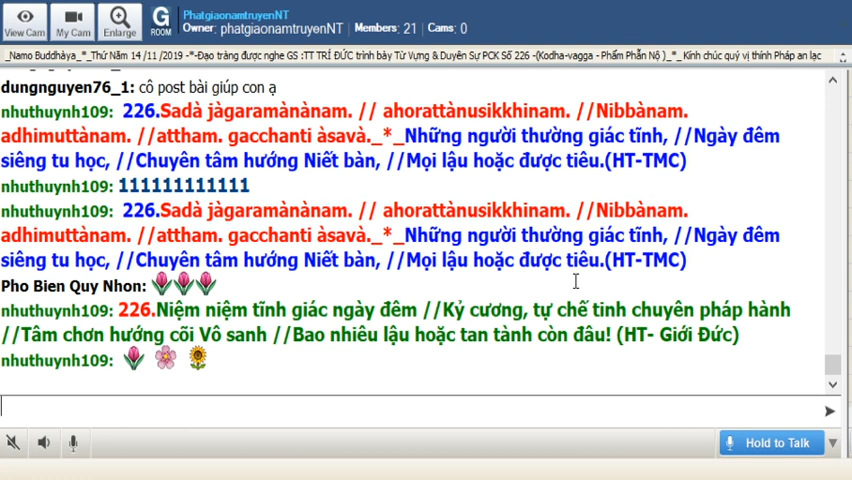 View Cam
My Cam
Enlarge
G
ROOM
PhatgiaonamtruyenNT
Owner: phatgiaonamtruyenNT Members: 21 Cams: 0
_Namo Buddhàya_*_Thứ Năm 14 /11 /2019 -*-Đạo tràng được nghe GS :TT TRÍ ĐỨC trình bày Từ Vựng & Duyên Sự PCK Số 226 -(Kodha-vagga - Phẩm Phẫn Nộ )_*_ Kính chúc quý vị thính Pháp an lạc
dungnguyen76_1: cô post bài giúp con ạ
nhuthuynh109: 226.Sadà jàgaramànànam. // ahorattànusikkhinam. //Nibbànam.
adhimuttànam. //attham. gacchanti àsavà._*_Những người thường giác tĩnh, //Ngày đêm
siêng tu học, //Chuyên tâm hướng Niết bàn, //Mọi lậu hoặc được tiêu.(HT-TMC)
nhuthuynh109: 111111111111
nhuthuynh109: 226.Sadà jàgaramànànam. // ahorattànusikkhinam. //Nibbànam.
adhimuttànam. //attham. gacchanti àsavà._*_Những người thường giác tĩnh, //Ngày đêm
siêng tu học, //Chuyên tâm hướng Niết bàn, //Mọi lậu hoặc được tiêu.(HT-TMC)
Pho Bien Quy Nhon:
nhuthuynh109: 226.Niệm niệm tĩnh giác ngày đêm //Kỷ cương, tự chế tinh chuyên pháp hành
//Tâm chơn hướng cõi Vô sanh //Bao nhiêu lậu hoặc tan tành còn đâu! (HT- Giới Đức)
nhuthuynh109:
Hold to Talk